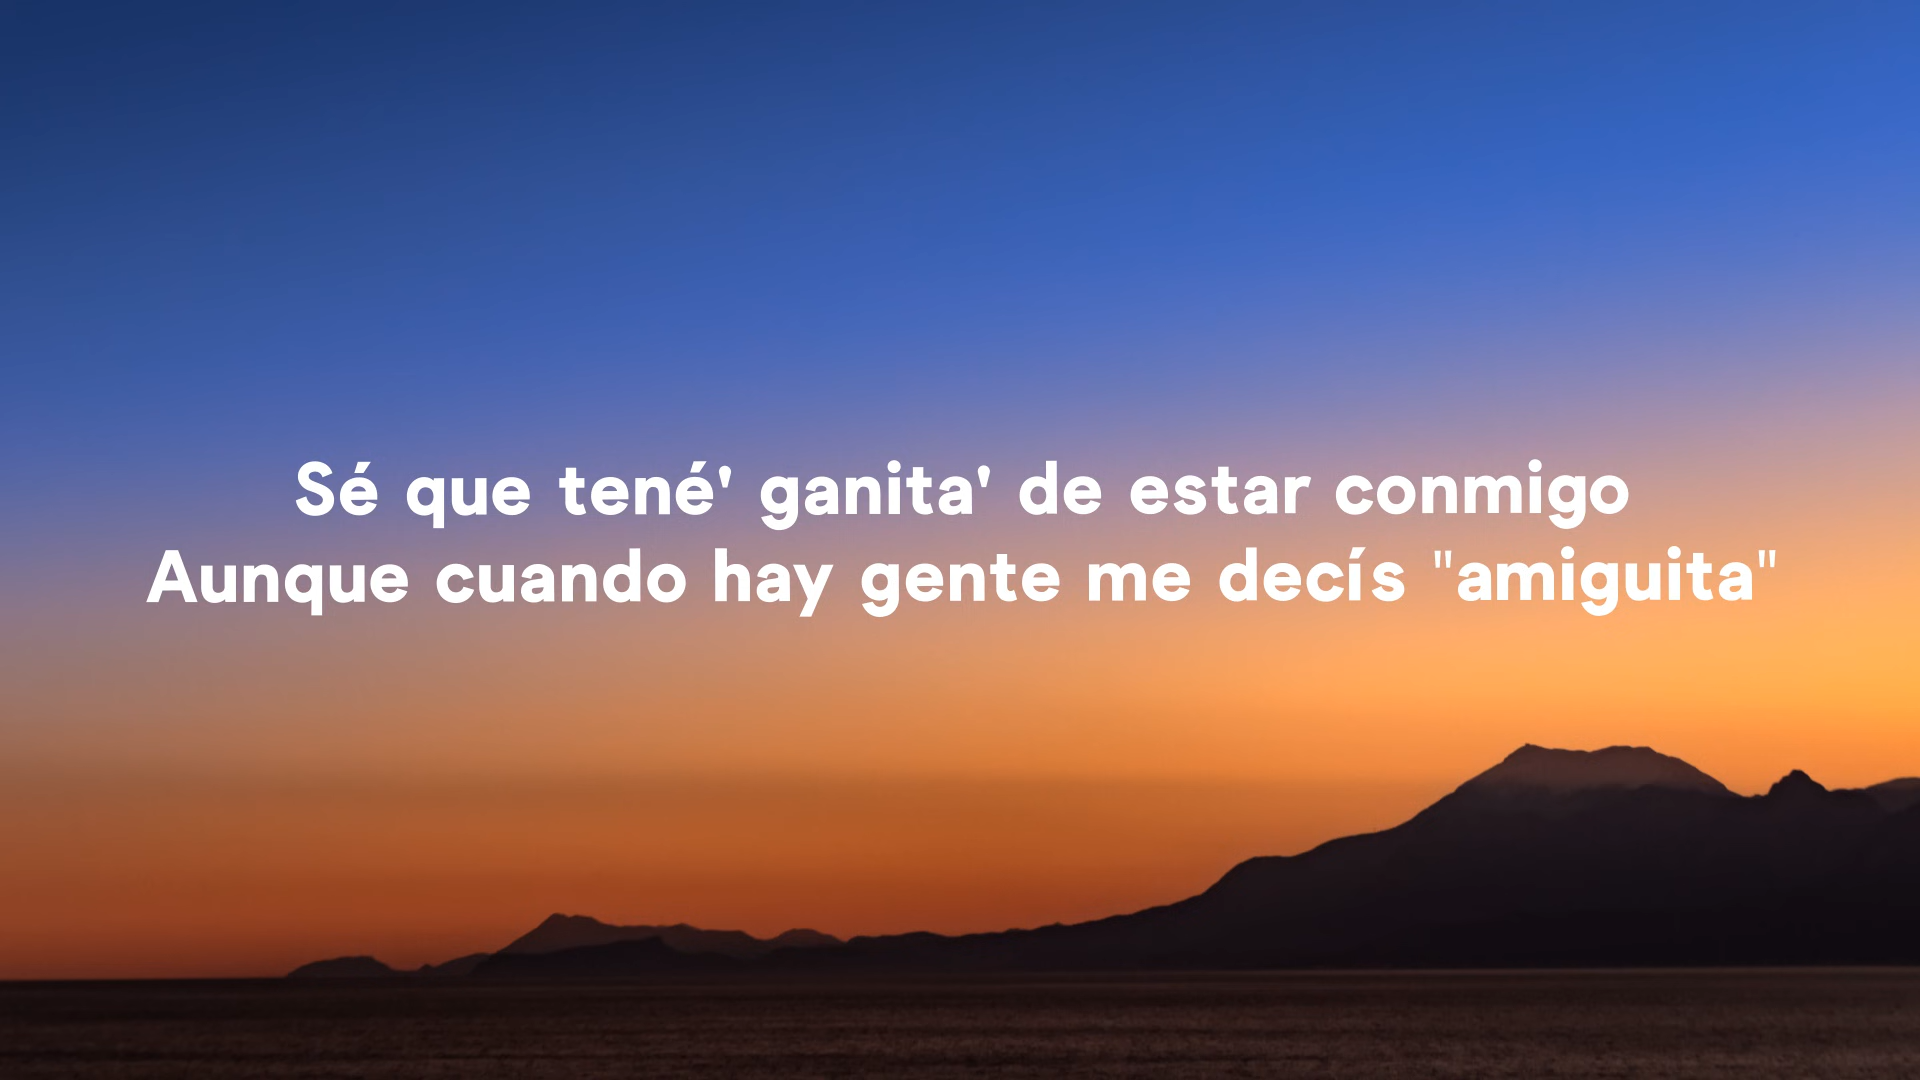 Sé que tené' ganita' de estar conmigo
Aunque cuando hay gente me decís "amiguita"